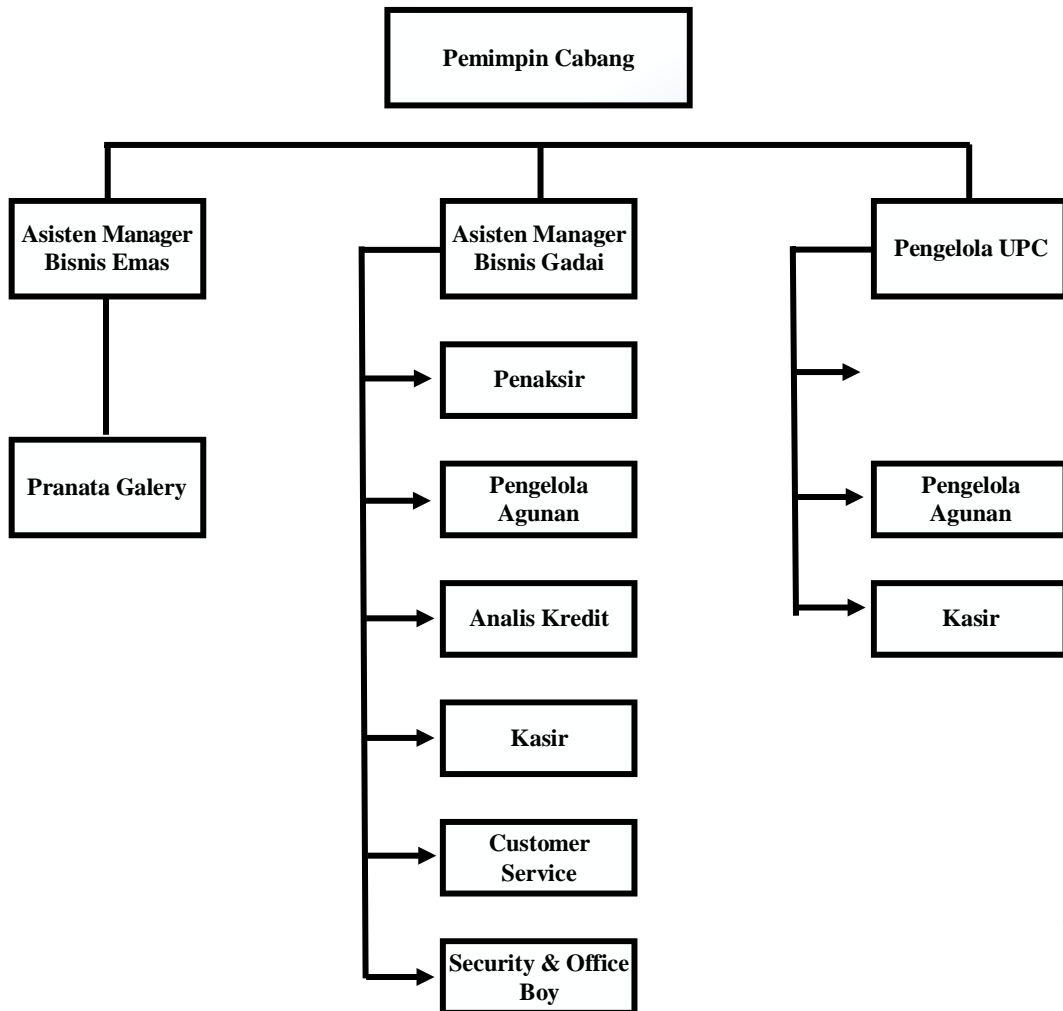 Pemimpin Cabang
Asisten Manager
Bisnis Emas
Asisten Manager
Bisnis Gadai
Pengelola UPC
Pranata Galery
Penaksir
Pengelola
Agunan
Analis Kredit
Kasir
Customer
Service
Security & Office
Boy
Pengelola
Agunan
Kasir